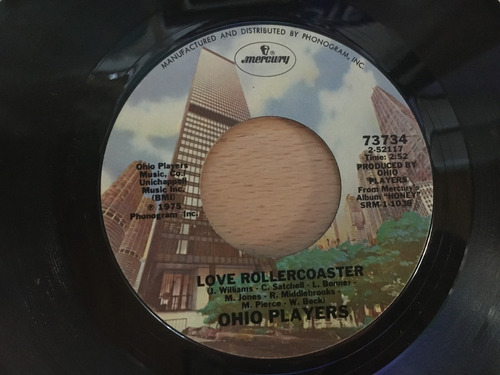 MANUFACTURED AND DISTRIBUTED BY PHONOGRAM, INC.
mercury
Ohio Players
Music, Co./
Unichappell
Music Inc.
(BMI)
℗ 1975
Phonogram Inc.
73734
2-52117
Time: 2:52
PRODUCED BY
OHIO
PLAYERS
From Mercury's
Album "HONEY"
SRM-1-1038
LOVE ROLLERCOASTER
(J. Williams - C. Satchell - L. Bonner -
M. Jones - R. Middlebrooks -
M. Pierce - W. Beck)
OHIO PLAYERS